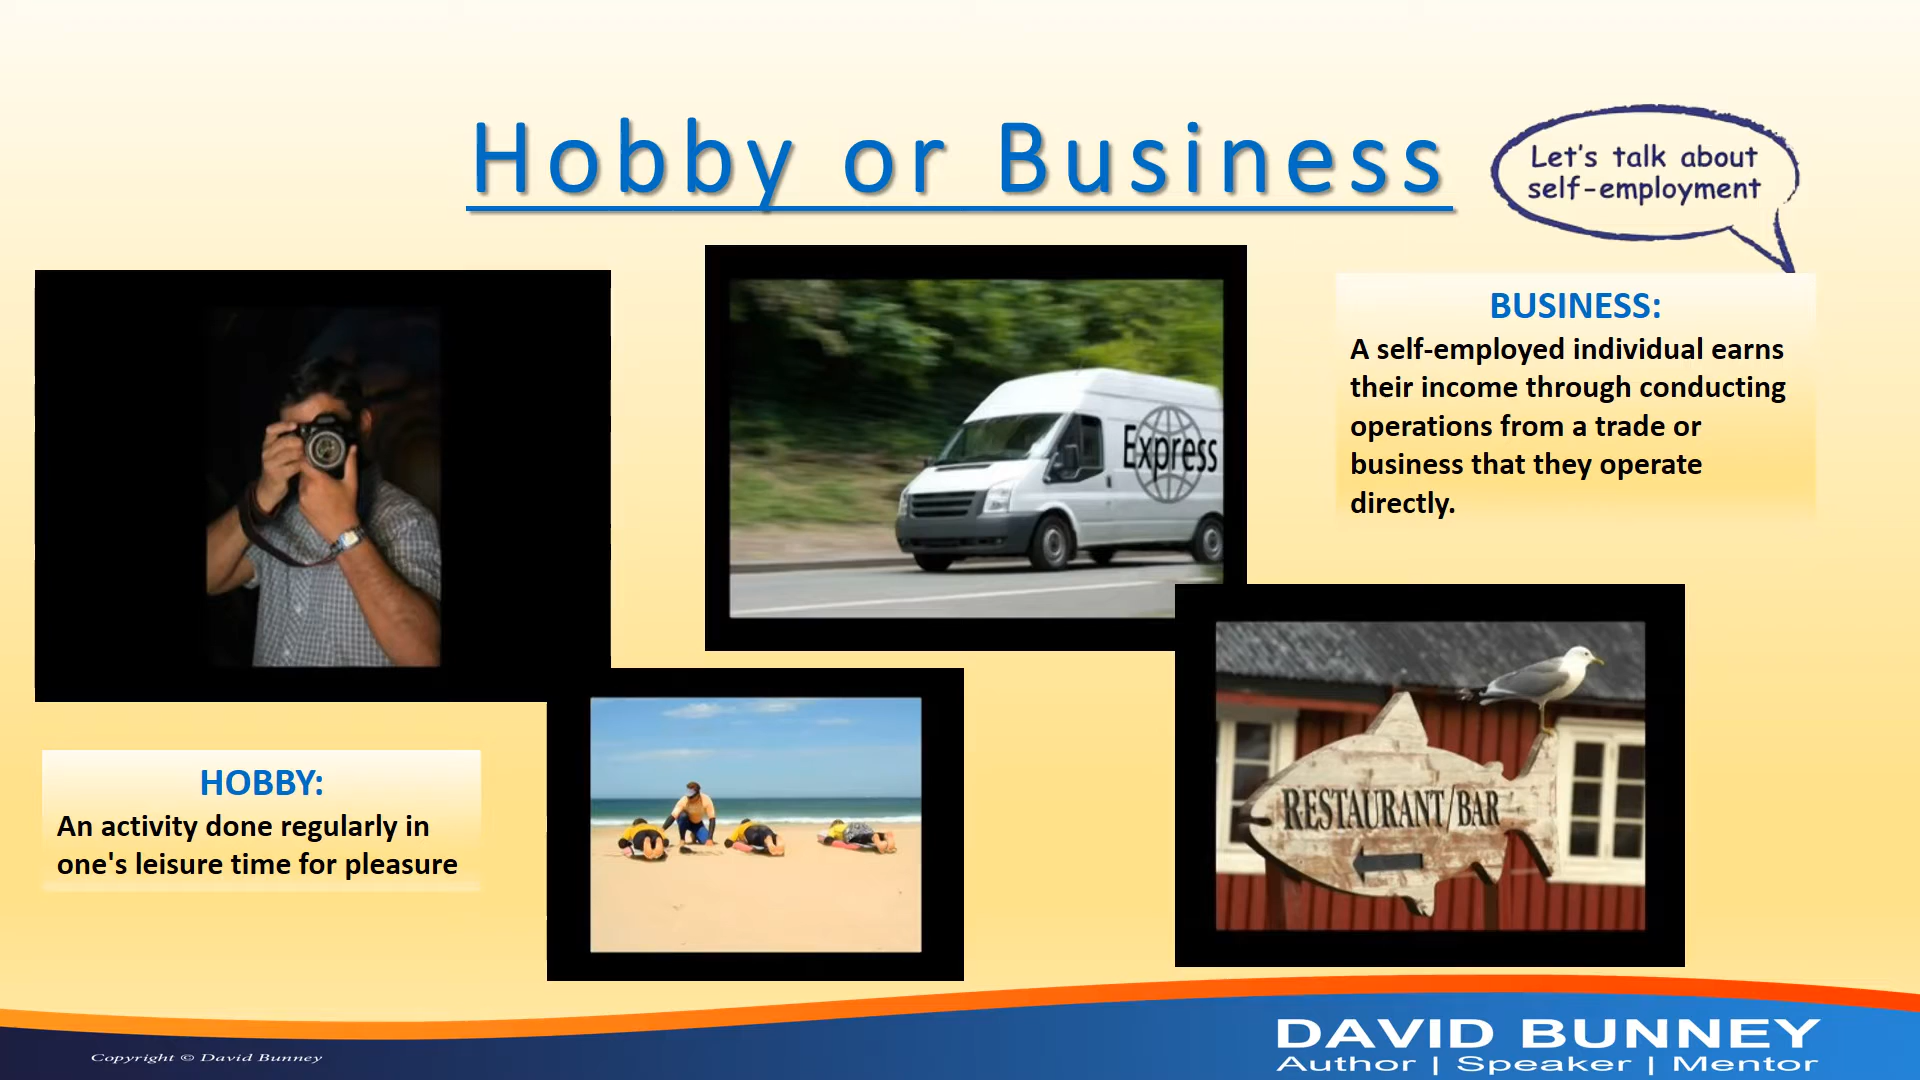 Hobby or Business
Let's talk about
self-employment
BUSINESS:
A self-employed individual earns
their income through conducting
operations from a trade or
business that they operate
directly.
Express
RESTAURANT/BAR
HOBBY:
An activity done regularly in
one's leisure time for pleasure
Copyright © David Bunney
DAVID BUNNEY
Author | Speaker | Mentor